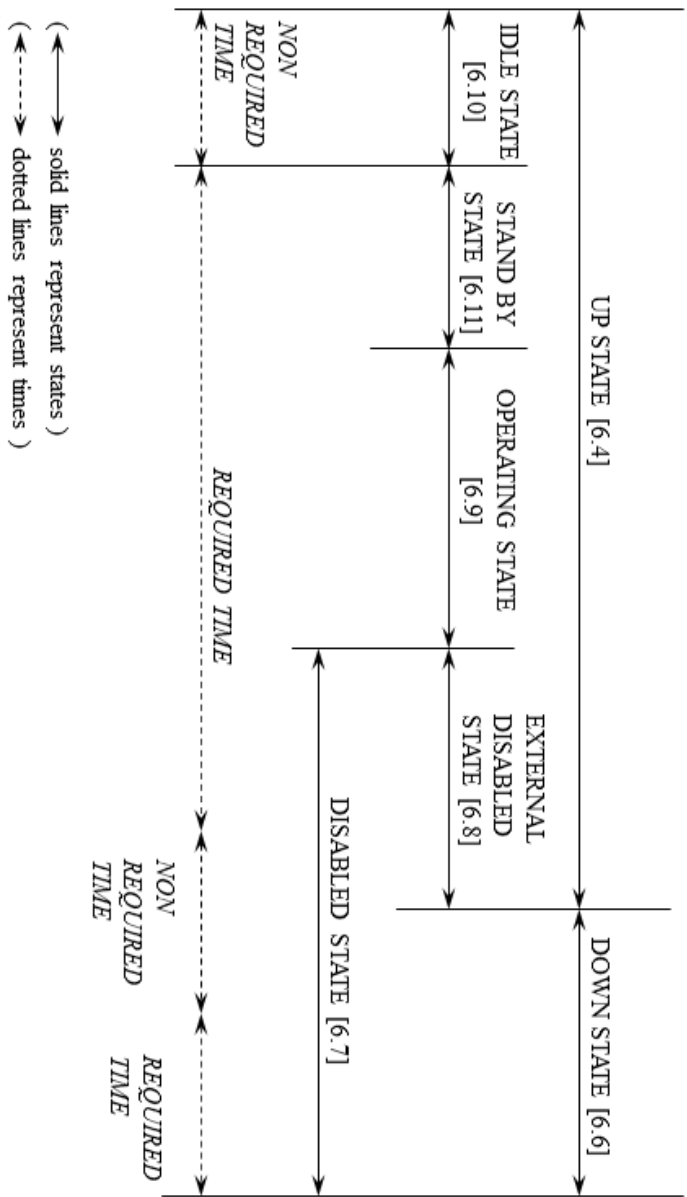 UP STATE [6.4]
DOWN STATE [6.6]
IDLE STATE
[6.10]
STAND BY
STATE [6.11]
OPERATING STATE
[6.9]
EXTERNAL
DISABLED
STATE [6.8]
DISABLED STATE [6.7]
NON
REQUIRED
TIME
REQUIRED TIME
NON
REQUIRED
TIME
REQUIRED
TIME
( solid lines represent states )
( dotted lines represent times )